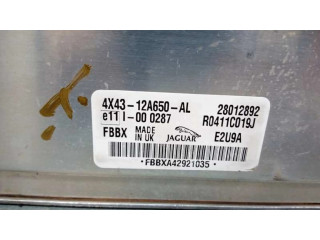 4X43-12A650-AL 28012892
e11 I-00 0287 R0411C019J
FBBX MADE IN UK JAGUAR E2U9A
*FBBXA42921035*